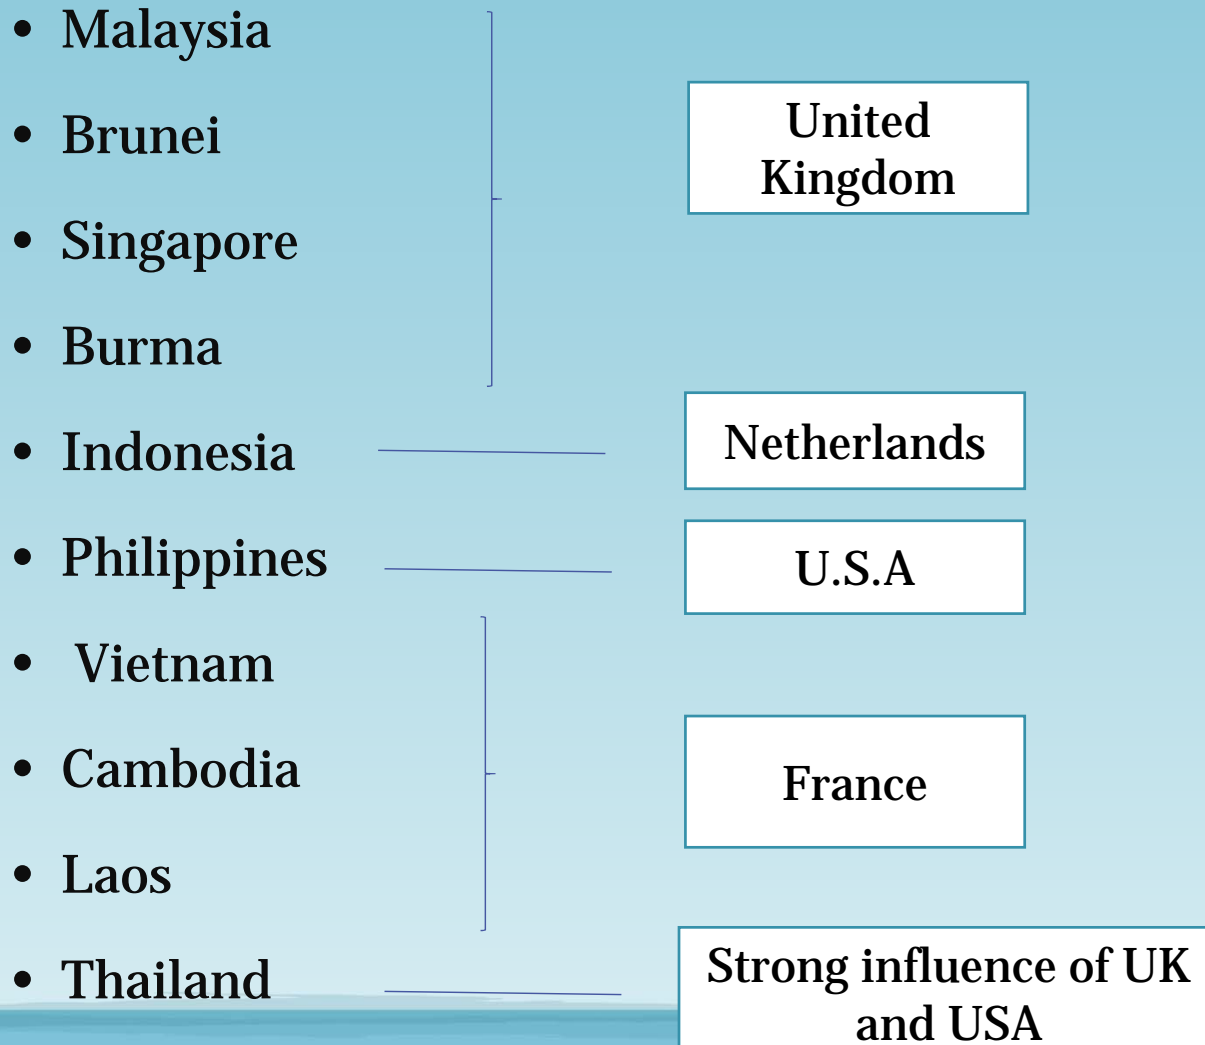 • Malaysia
• Brunei
United
Kingdom
• Singapore
• Burma
• Indonesia
Netherlands
• Philippines
U.S.A
• Vietnam
• Cambodia
France
• Laos
• Thailand
Strong influence of UK
and USA